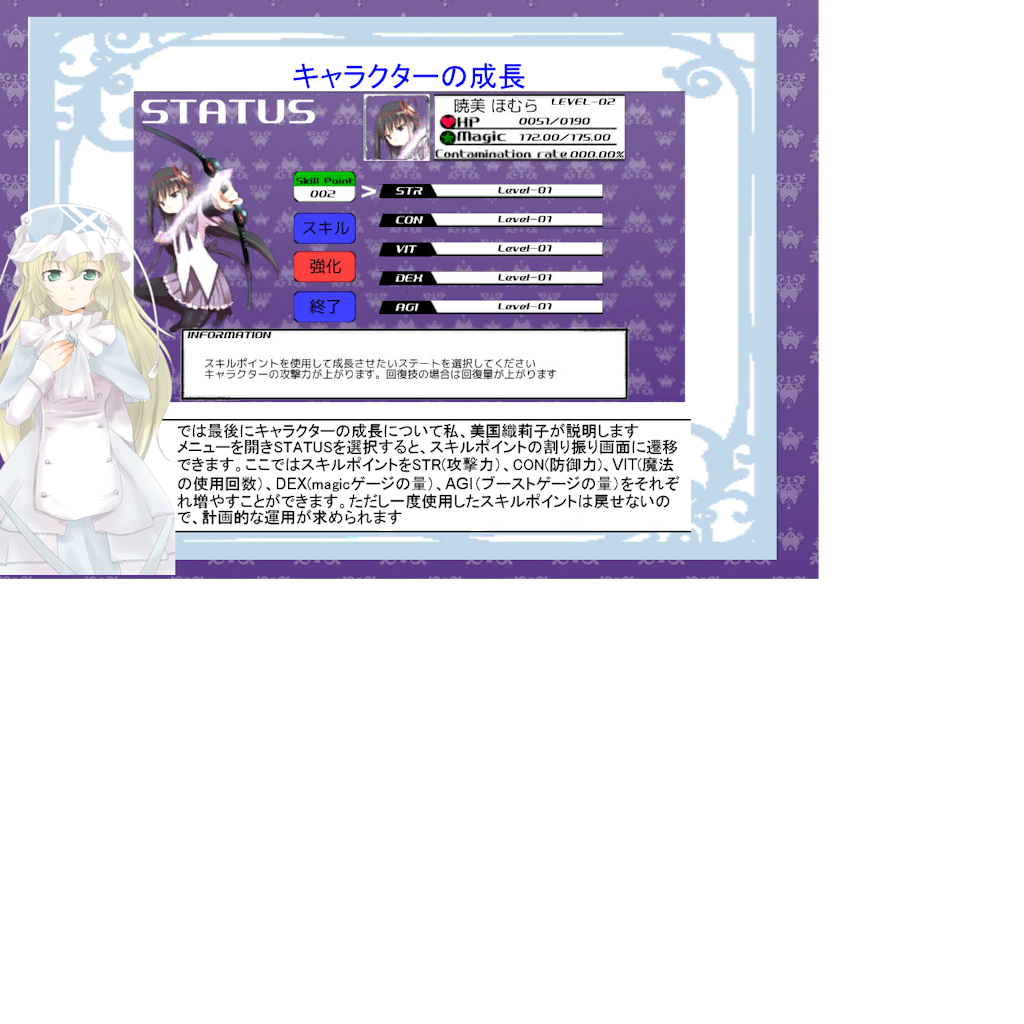 キャラクターの成長
STATUS
暁美 ほむら LEVEL-02
HP 0051/0190
Magic 172.00/175.00
Contamination rate 000.00%
Skill Point
002
> STR Level-01
スキル
CON Level-01
強化
VIT Level-01
DEX Level-01
終了
AGI Level-01
INFORMATION
スキルポイントを使用して成長させたいステートを選択してください
キャラクターの攻撃力が上がります。回復技の場合は回復量が上がります
では最後にキャラクターの成長について私、美国織莉子が説明します
メニューを開きSTATUSを選択すると、スキルポイントの割り振り画面に遷移
できます。ここではスキルポイントをSTR(攻撃力)、CON(防御力)、VIT(魔法
の使用回数)、DEX(magicゲージの量)、AGI(ブーストゲージの量)をそれぞ
れ増やすことができます。ただし一度使用したスキルポイントは戻せないの
で、計画的な運用が求められます